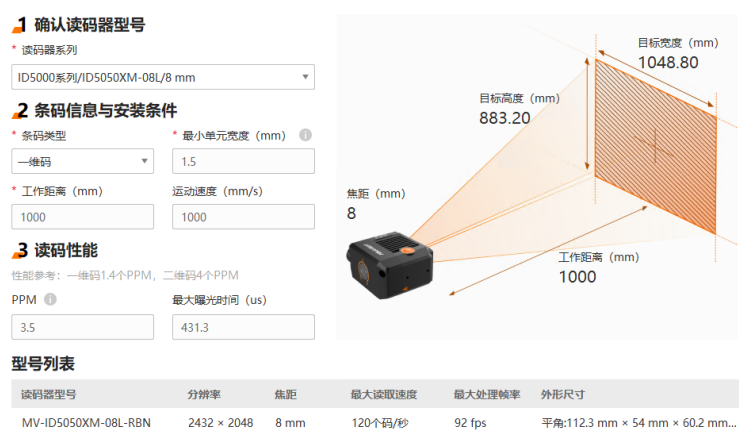 1 确认读码器型号
* 读码器系列
ID5000系列/ID5050XM-08L/8 mm
2 条码信息与安装条件
* 条码类型
* 最小单元宽度（mm）
一维码
1.5
* 工作距离（mm）
运动速度（mm/s）
1000
1000
3 读码性能
性能参考：一维码1.4个PPM，二维码4个PPM
PPM
最大曝光时间（us）
3.5
431.3
目标宽度（mm）
1048.80
目标高度（mm）
883.20
焦距（mm）
8
工作距离（mm）
1000
型号列表
读码器型号 分辨率 焦距 最大读取速度 最大处理帧率 外形尺寸
MV-ID5050XM-08L-RBN 2432 × 2048 8 mm 120个码/秒 92 fps 平角:112.3 mm × 54 mm × 60.2 mm...